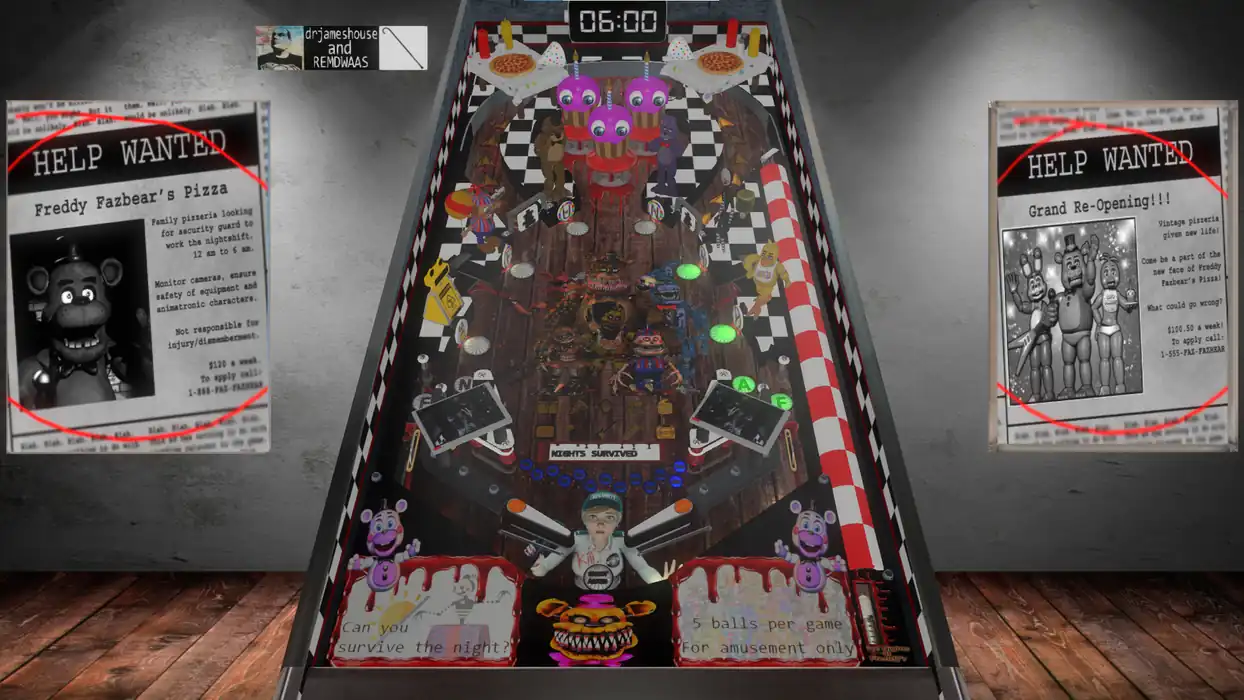 06:00
drjameshouse
and
REMDWAAS
HELP WANTED
Freddy Fazbear's Pizza
Family pizzeria looking
for security guard to
work the nightshift.
12 am to 6 am.
Monitor cameras, ensure
safety of equipment and
animatronic characters.
Not responsible for
injury/dismemberment.
$120 a week.
To apply call:
1-888-FAZ-FAZBEAR
HELP WANTED
Grand Re-Opening!!!
Vintage pizzeria
given new life!
Come be a part of the
new face of Freddy
Fazbear's Pizza!
What could go wrong?
$100.50 a week!
To apply call:
1-555-FAZ-FAZBEAR
N
A
F
NIGHTS SURVIVED
Can you
survive the night?
5 balls per game
For amusement only